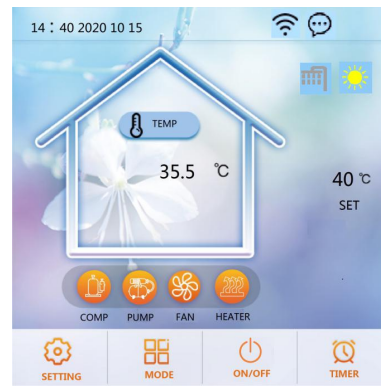 14：40 2020 10 15
TEMP
35.5 ℃
40 ℃
SET
COMP PUMP FAN HEATER
SETTING MODE ON/OFF TIMER